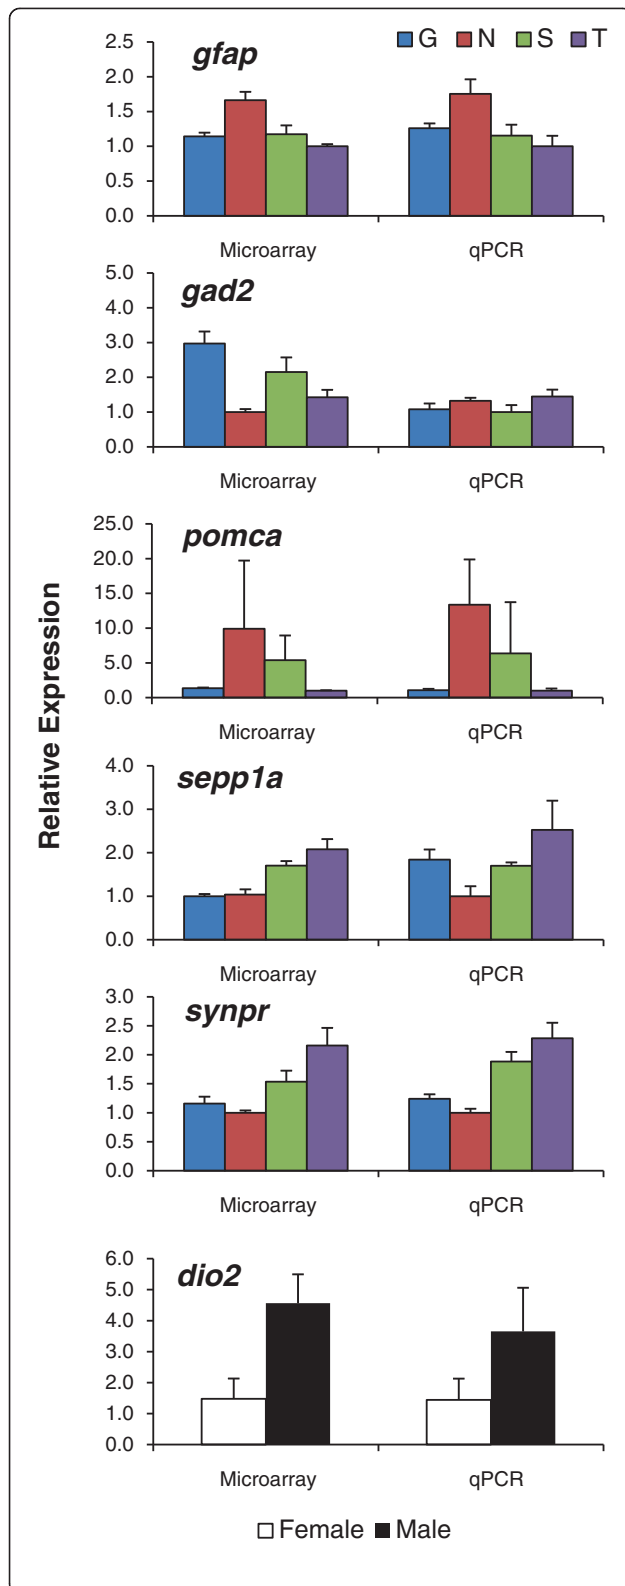 Relative Expression
G N S T
gfap
2.5
2.0
1.5
1.0
0.5
0.0
Microarray qPCR
gad2
5.0
4.0
3.0
2.0
1.0
0.0
Microarray qPCR
pomca
25.0
20.0
15.0
10.0
5.0
0.0
Microarray qPCR
sepp1a
4.0
3.0
2.0
1.0
0.0
Microarray qPCR
synpr
3.0
2.5
2.0
1.5
1.0
0.5
0.0
Microarray qPCR
dio2
6.0
5.0
4.0
3.0
2.0
1.0
0.0
Microarray qPCR
Female Male